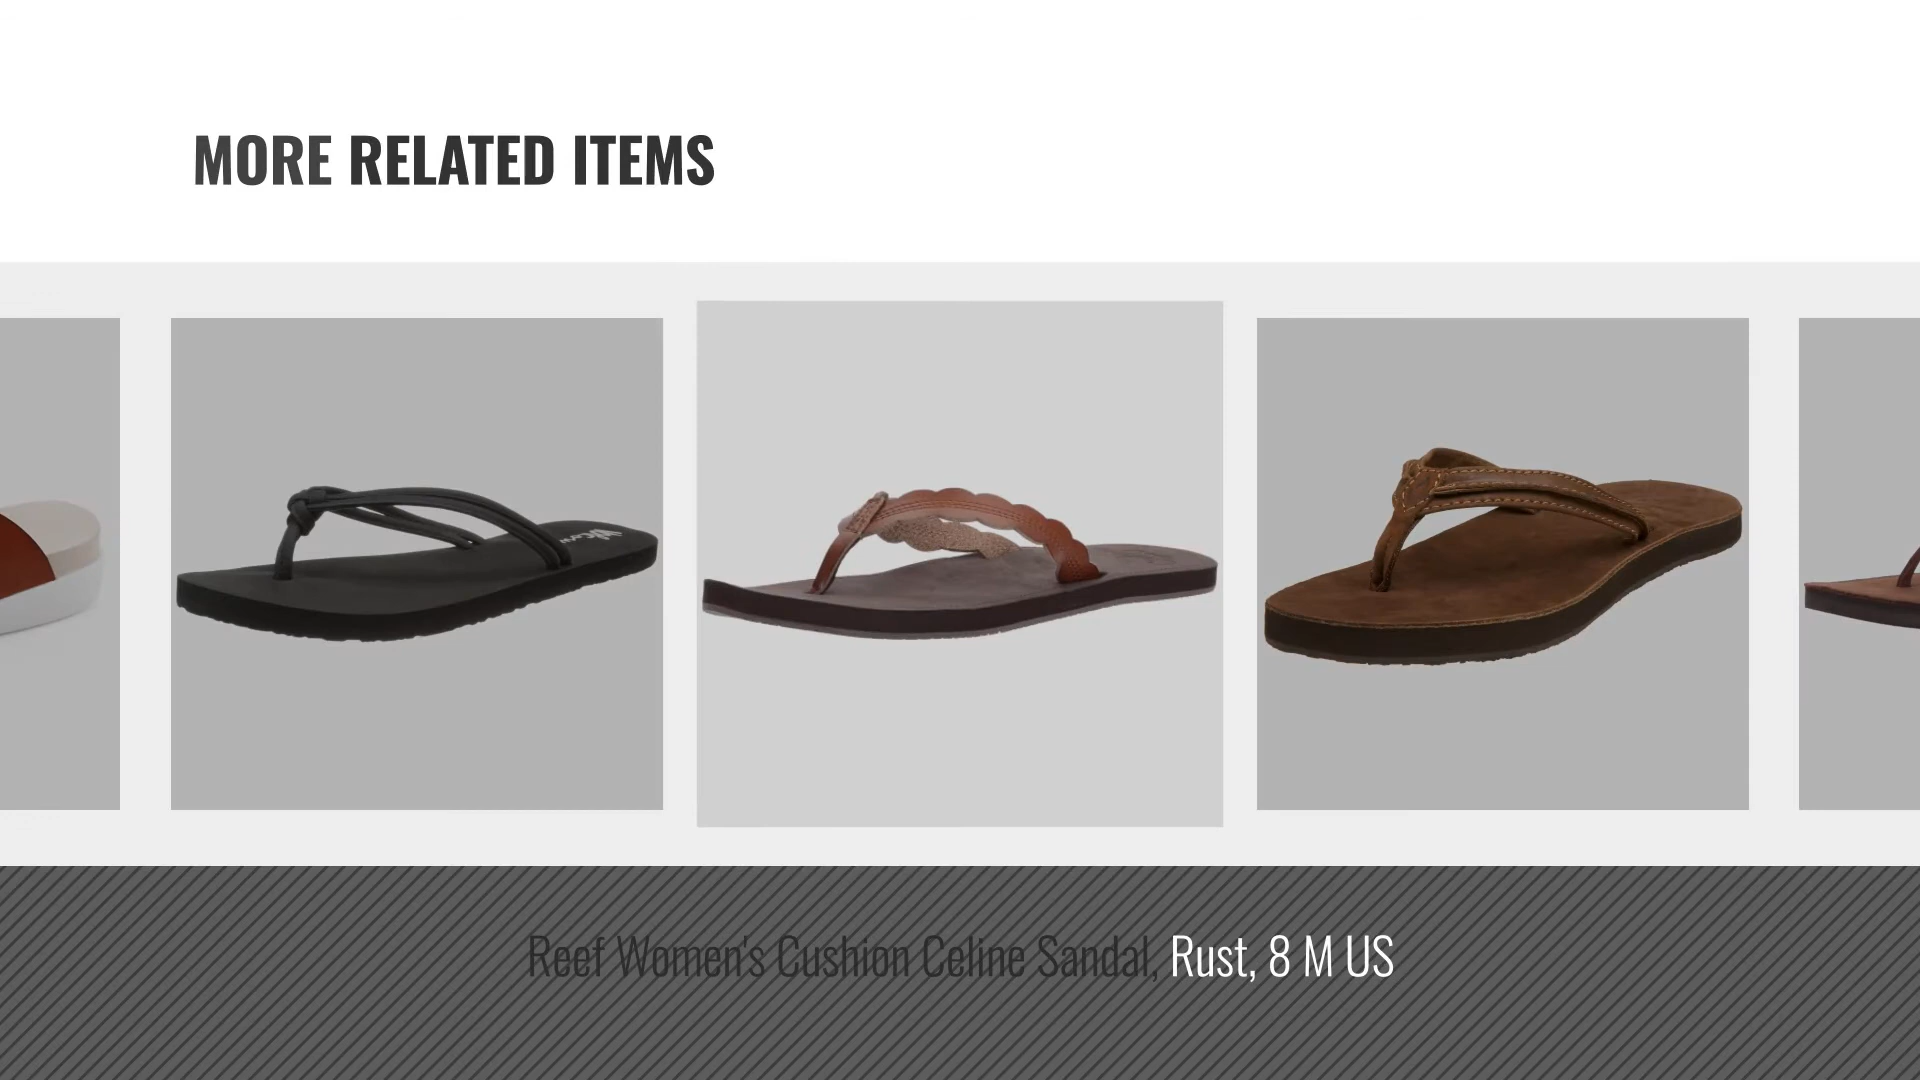 MORE RELATED ITEMS
Reef Women's Cushion Celine Sandal, Rust, 8 M US